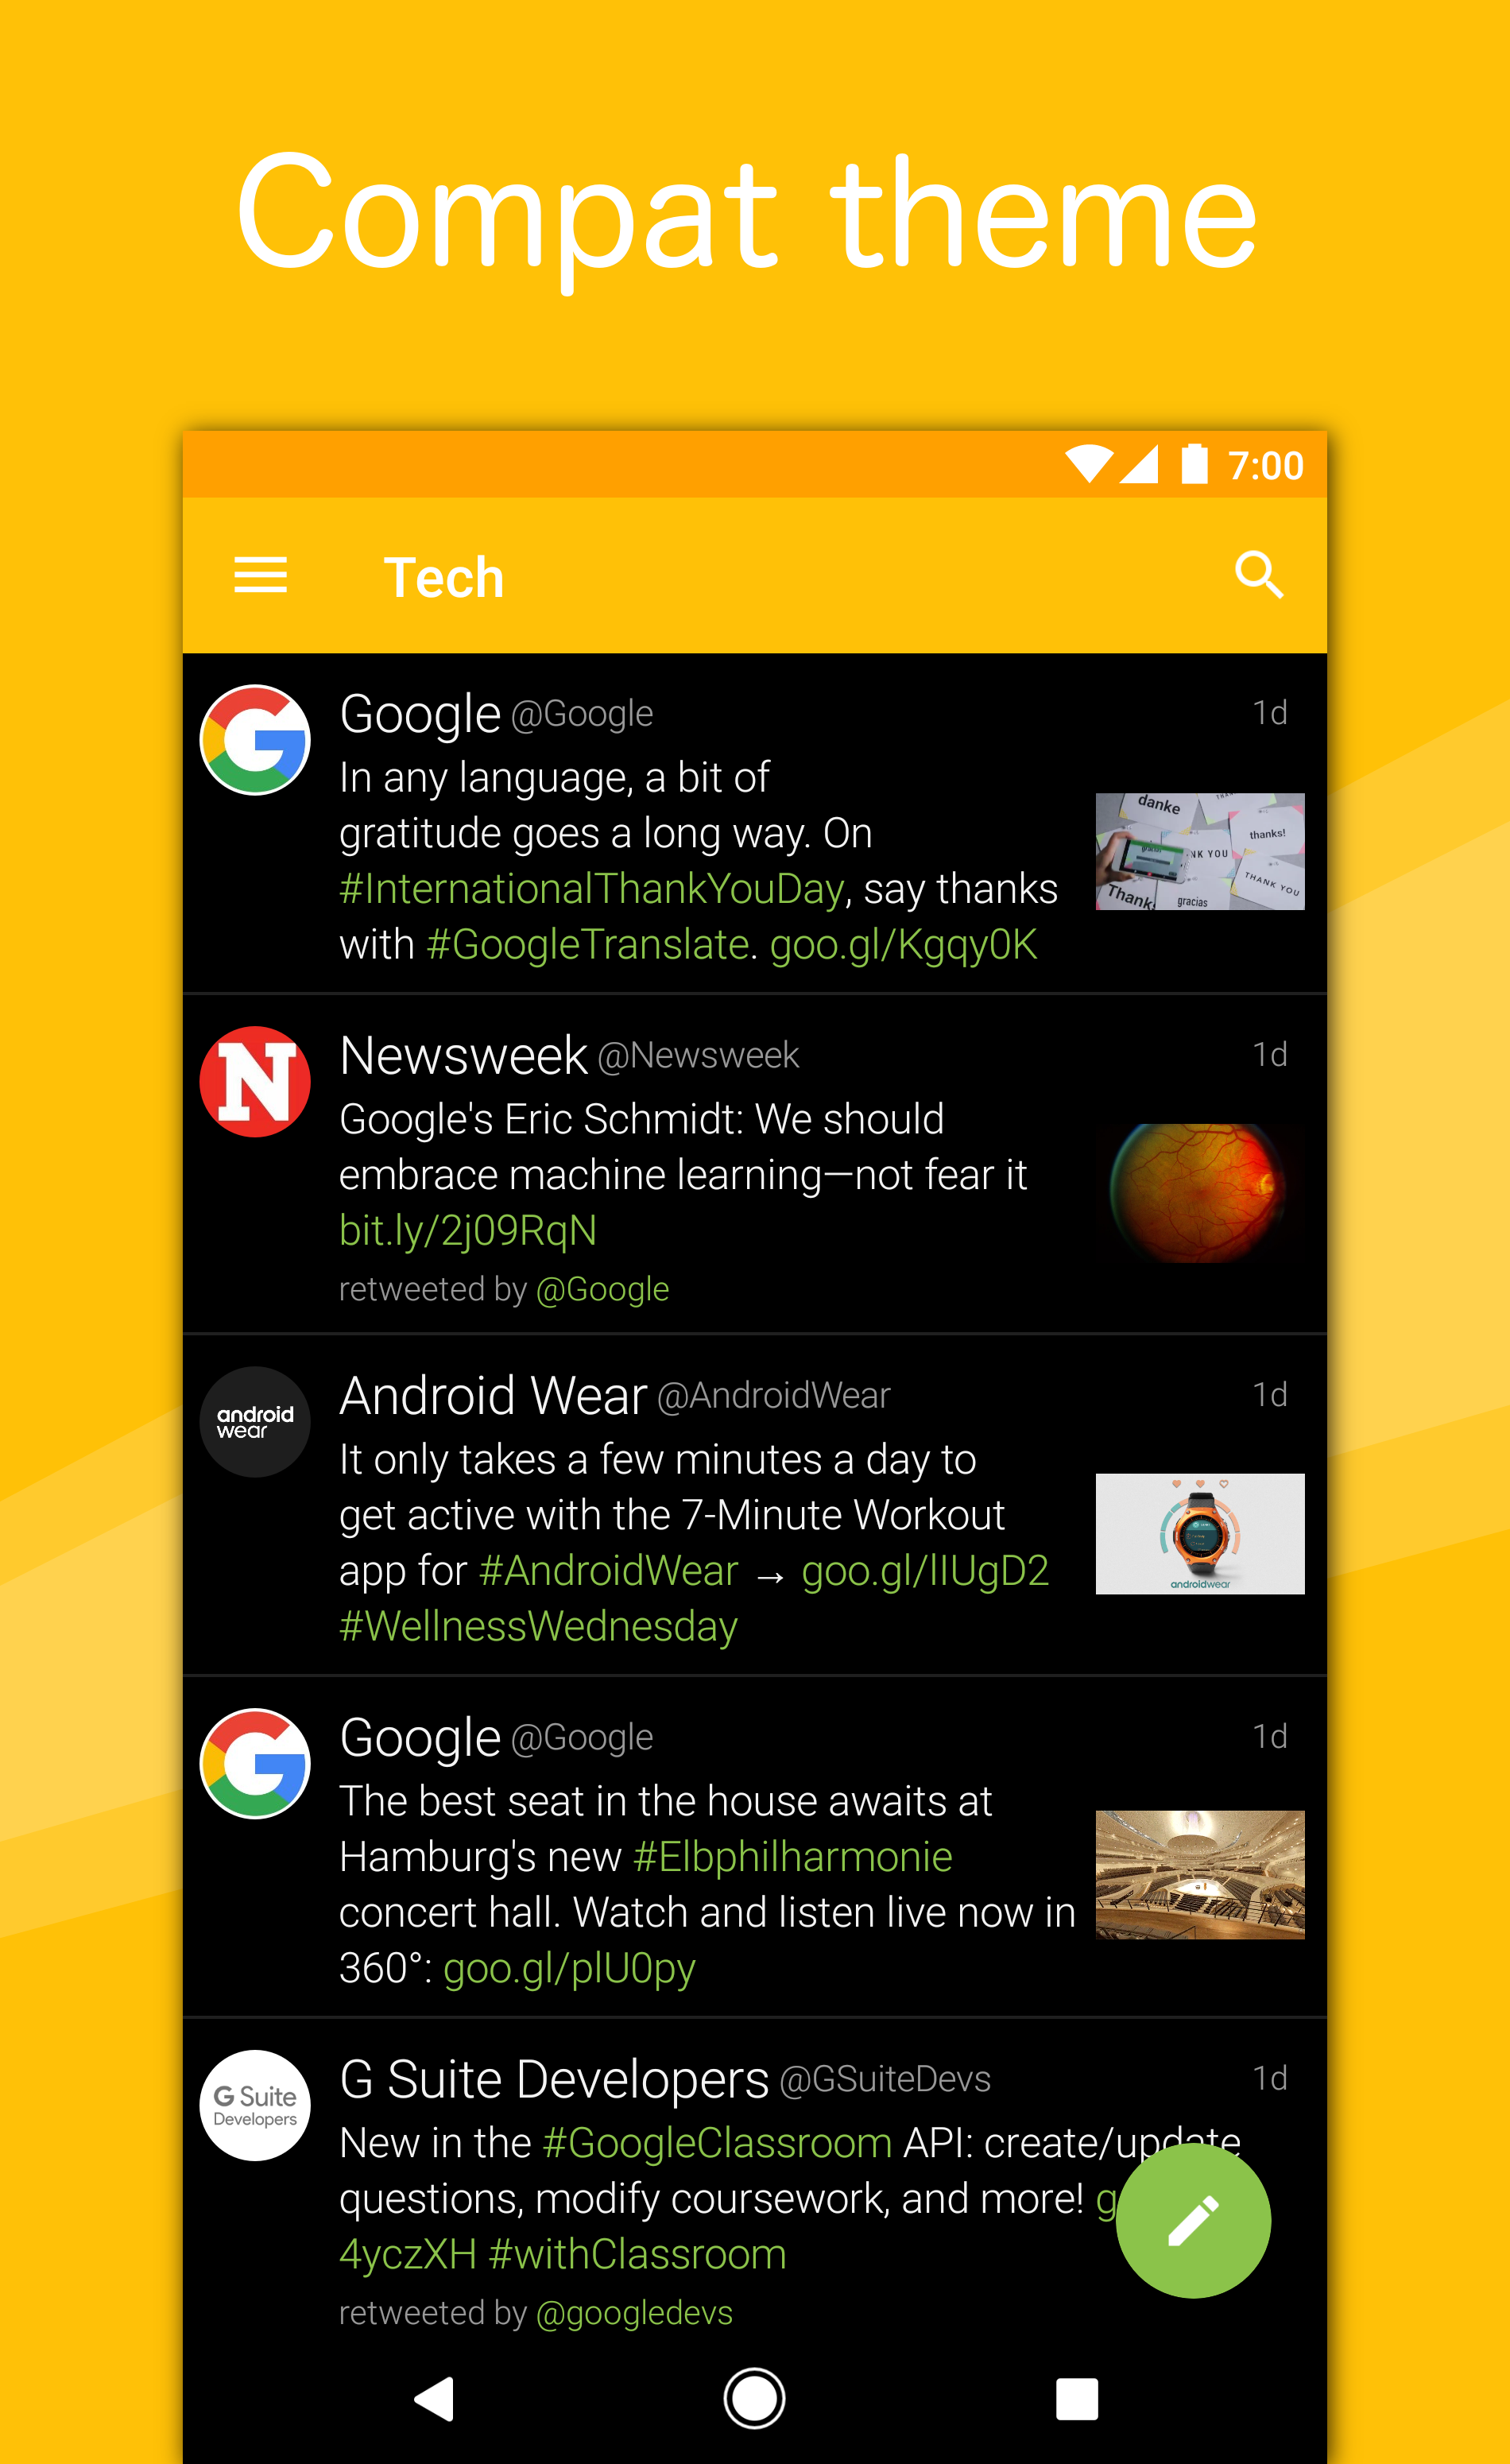 Compat theme
7:00
Tech
Google @Google 1d
In any language, a bit of
gratitude goes a long way. On
#InternationalThankYouDay, say thanks
with #GoogleTranslate. goo.gl/Kgqy0K
danke
thanks!
NK YOU
THANK YOU
Thank
gracias
N
Newsweek @Newsweek 1d
Google's Eric Schmidt: We should
embrace machine learning—not fear it
bit.ly/2j09RqN
retweeted by @Google
android
wear
Android Wear @AndroidWear 1d
It only takes a few minutes a day to
get active with the 7-Minute Workout
app for #AndroidWear → goo.gl/lIUgD2
#WellnessWednesday
androidwear
Google @Google 1d
The best seat in the house awaits at
Hamburg's new #Elbphilharmonie
concert hall. Watch and listen live now in
360°: goo.gl/plU0py
G Suite
Developers
G Suite Developers @GSuiteDevs 1d
New in the #GoogleClassroom API: create/update
questions, modify coursework, and more! g
4yczXH #withClassroom
retweeted by @googledevs